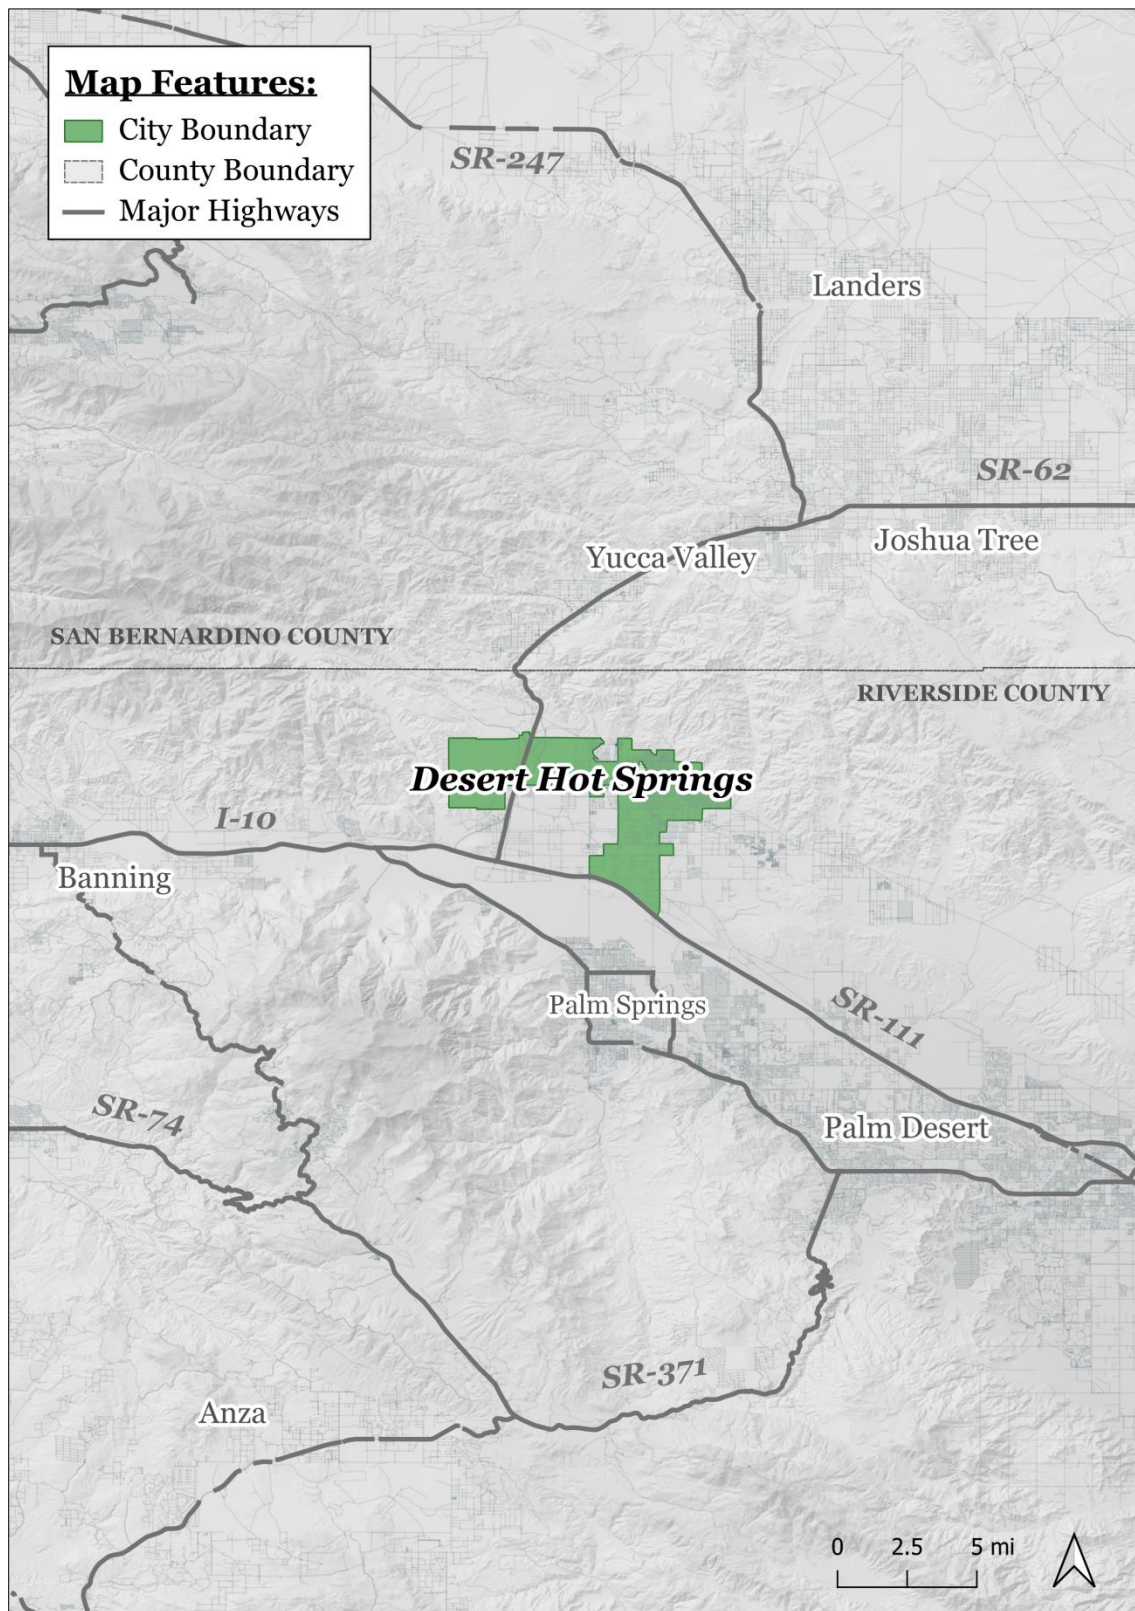 Map Features:
City Boundary
County Boundary
Major Highways
SR-247
Landers
SR-62
Joshua Tree
Yucca Valley
SAN BERNARDINO COUNTY
RIVERSIDE COUNTY
Desert Hot Springs
I-10
Banning
Palm Springs
SR-111
SR-74
Palm Desert
SR-371
Anza
0 2.5 5 mi